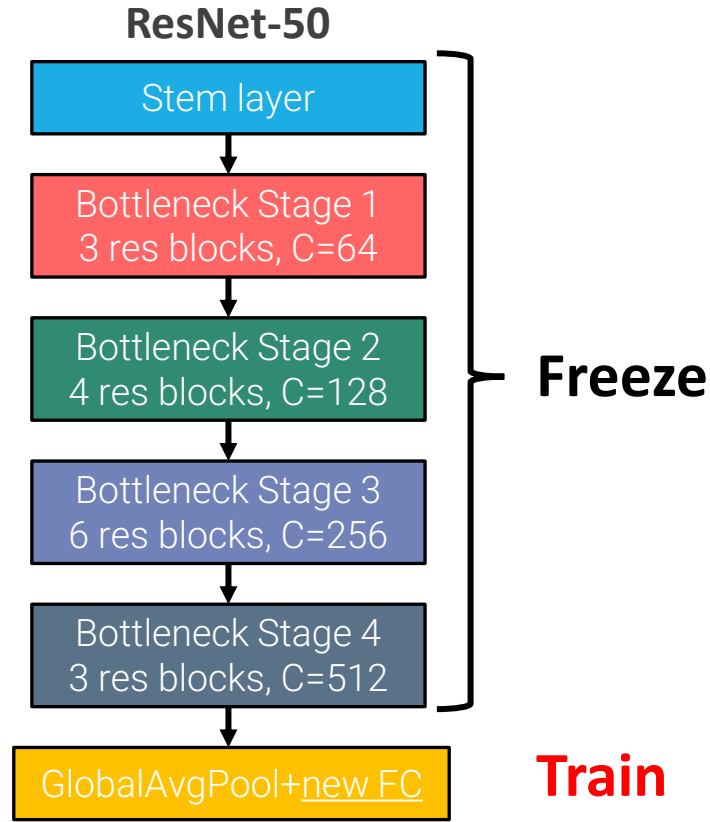 ResNet-50
Stem layer
Bottleneck Stage 1
3 res blocks, C=64
Bottleneck Stage 2
4 res blocks, C=128
Bottleneck Stage 3
6 res blocks, C=256
Bottleneck Stage 4
3 res blocks, C=512
Freeze
GlobalAvgPool+new FC
Train